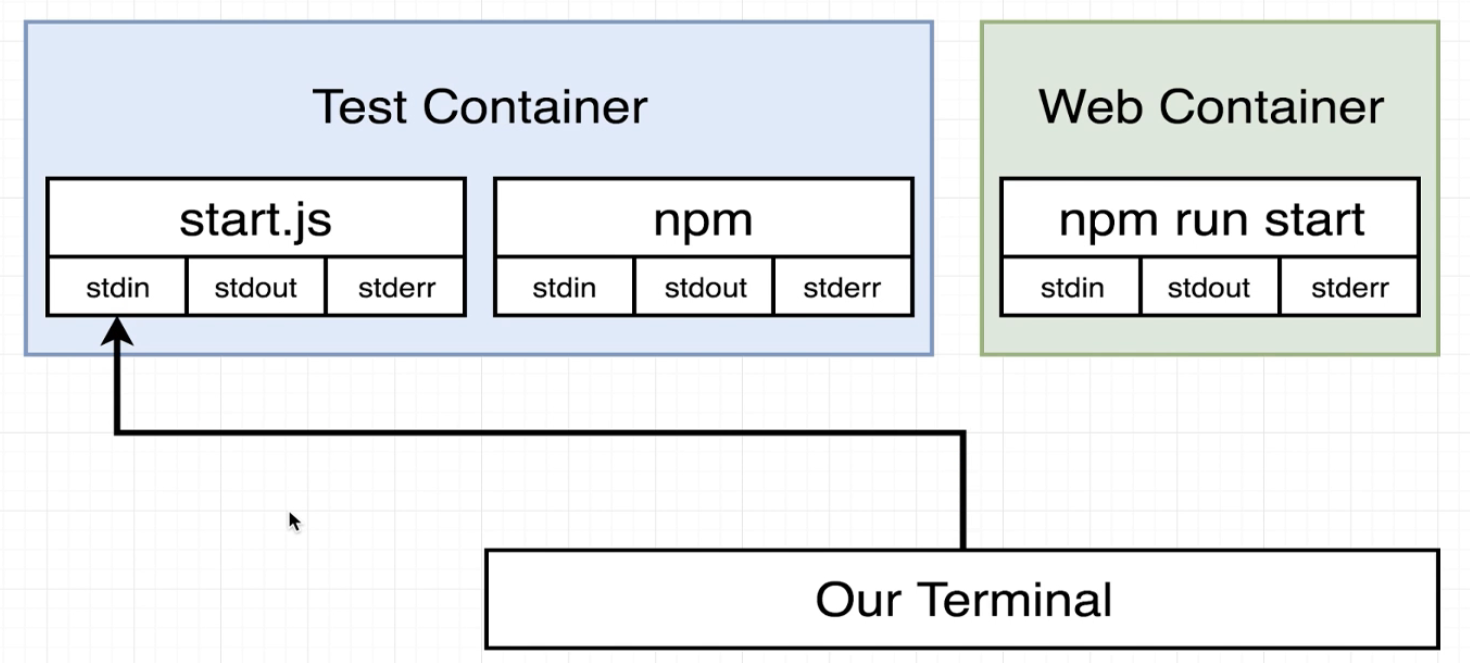 Test Container
Web Container
start.js
npm
npm run start
stdin stdout stderr
stdin stdout stderr
stdin stdout stderr
Our Terminal